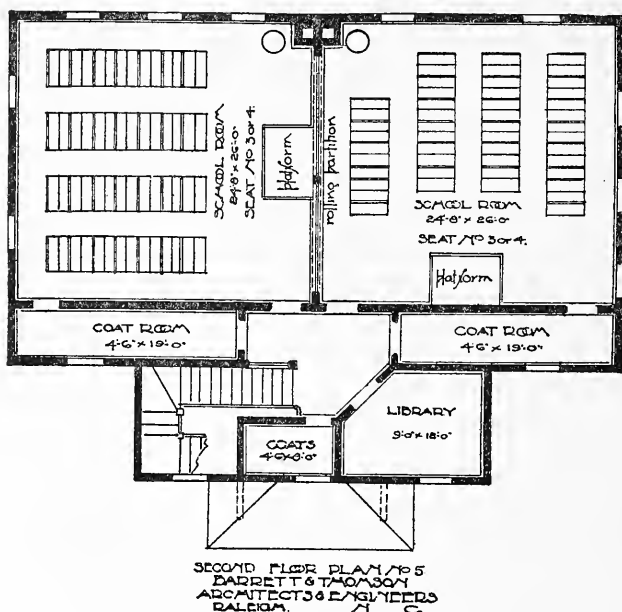 SCHOOL ROOM
24'-8" x 26'-0"
SEAT NO 3 or 4.
platform
rolling partition
SCHOOL ROOM
24'-8" x 26'-0"
SEAT NO 3 or 4.
platform
COAT ROOM
4'-6" x 19'-0"
COAT ROOM
4'-6" x 19'-0"
LIBRARY
9'-0" x 18'-0"
COATS
4'-6 x 8'-0"
SECOND FLOOR PLAN NO 5
BARRETT & THOMSON
ARCHITECTS & ENGINEERS
RALEIGH, N. C.